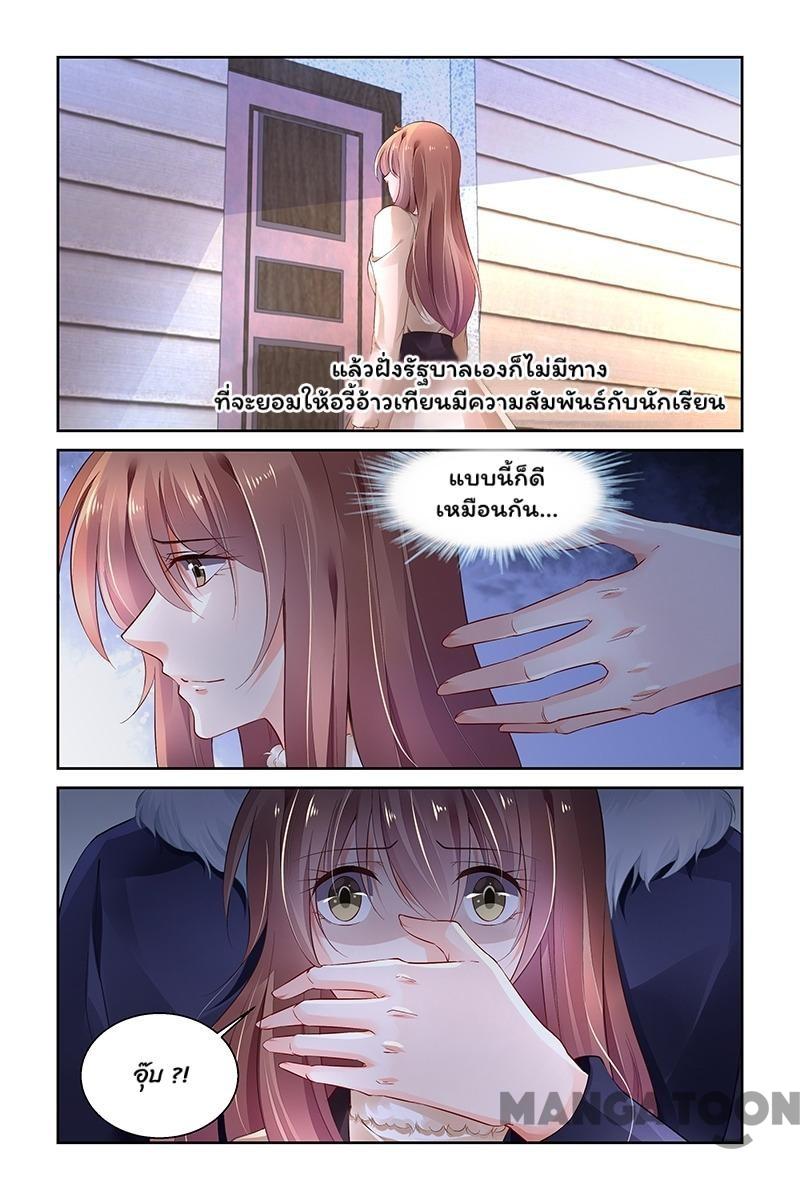 แล้วฝั่งรัฐบาลเองก็ไม่มีทาง
ที่จะยอมให้อวี้อ้าวเทียนมีความสัมพันธ์กับนักเรียน
แบบนี้ก็ดี
เหมือนกัน...
อุ๊บ ?!
MANGATOON